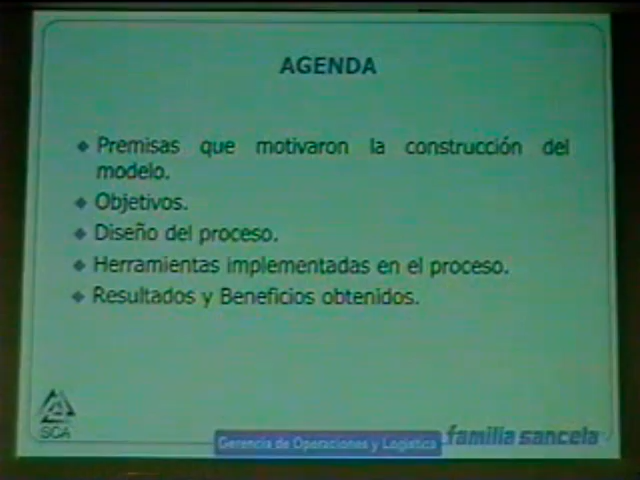 AGENDA
Premisas que motivaron la construcción del
modelo.
Objetivos.
Diseño del proceso.
Herramientas implementadas en el proceso.
Resultados y Beneficios obtenidos.
SCA
Gerencia de Operaciones y Logística
familia sancela